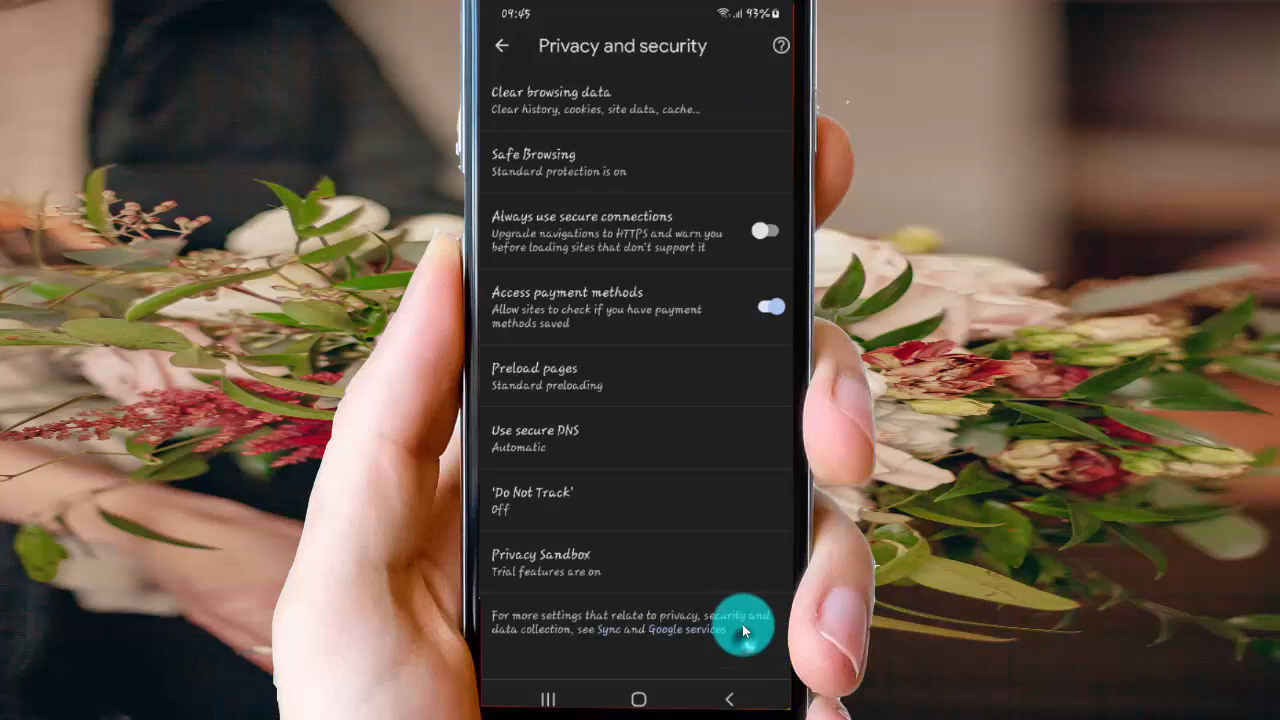 09:45
93%
Privacy and security
Clear browsing data
Clear history, cookies, site data, cache...
Safe Browsing
Standard protection is on
Always use secure connections
Upgrade navigations to HTTPS and warn you
before loading sites that don't support it
Access payment methods
Allow sites to check if you have payment
methods saved
Preload pages
Standard preloading
Use secure DNS
Automatic
'Do Not Track'
Off
Privacy Sandbox
Trial features are on
For more settings that relate to privacy, security and
data collection, see Sync and Google services